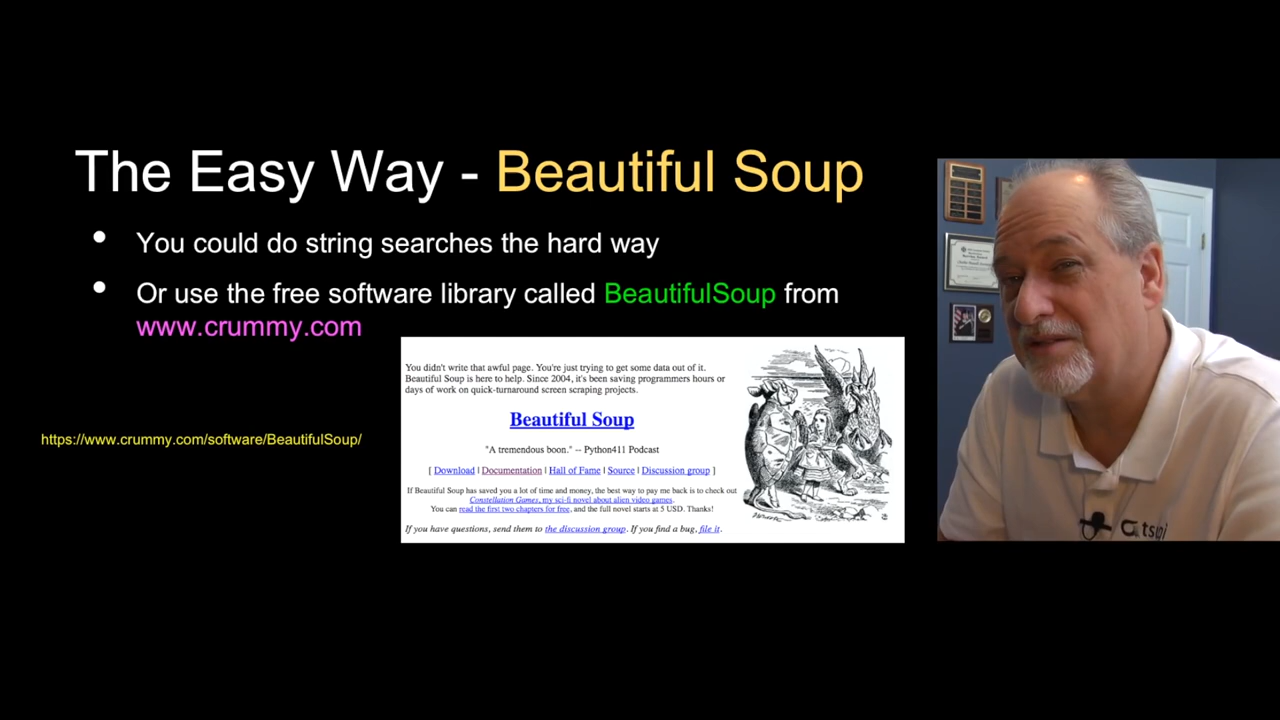 The Easy Way - Beautiful Soup
• You could do string searches the hard way
• Or use the free software library called BeautifulSoup from
www.crummy.com
https://www.crummy.com/software/BeautifulSoup/
You didn't write that awful page. You're just trying to get some data out of it.
Beautiful Soup is here to help. Since 2004, it's been saving programmers hours or
days of work on quick-turnaround screen scraping projects.
Beautiful Soup
"A tremendous boon." -- Python411 Podcast
[ Download | Documentation | Hall of Fame | Source | Discussion group ]
If Beautiful Soup has saved you a lot of time and money, the best way to pay me back is to check out
Constellation Games, my sci-fi novel about alien video games.
You can read the first two chapters for free, and the full novel starts at 5 USD. Thanks!
If you have questions, send them to the discussion group. If you find a bug, file it.